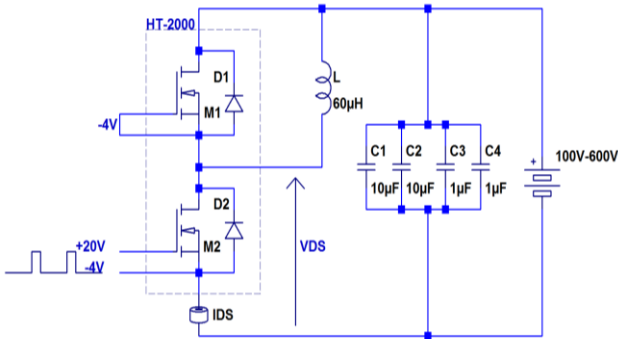 HT-2000
D1
M1
-4V
L
60µH
C1
C2
C3
C4
10µF
10µF
1µF
1µF
+
100V-600V
D2
M2
+20V
-4V
VDS
IDS